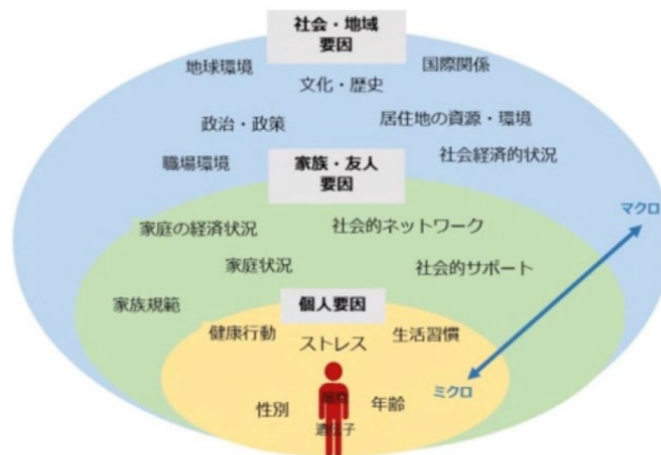 社会・地域
要因
地球環境
国際関係
文化・歴史
政治・政策
居住地の資源・環境
職場環境
社会経済的状況
家族・友人
要因
マクロ
家庭の経済状況
社会的ネットワーク
家庭状況
社会的サポート
家族規範
個人要因
健康行動
ストレス
生活習慣
ミクロ
性別
年齢
遺伝子